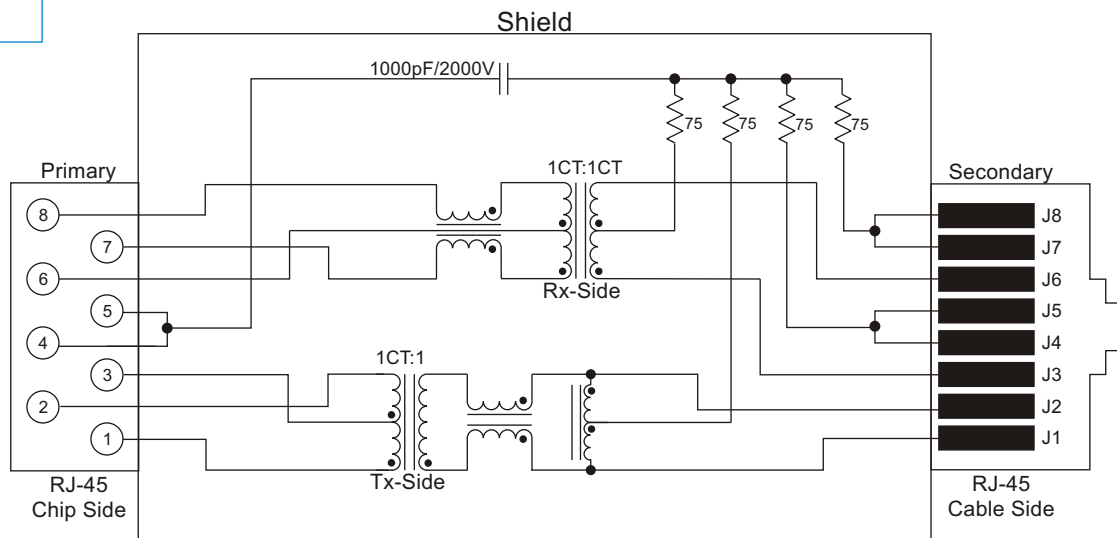 Shield
1000pF/2000V
75 75 75 75
Primary
1CT:1CT
Secondary
8
J8
7
J7
6
J6
Rx-Side
5
J5
4
J4
1CT:1
3
J3
2
J2
1
J1
Tx-Side
RJ-45
Chip Side
RJ-45
Cable Side